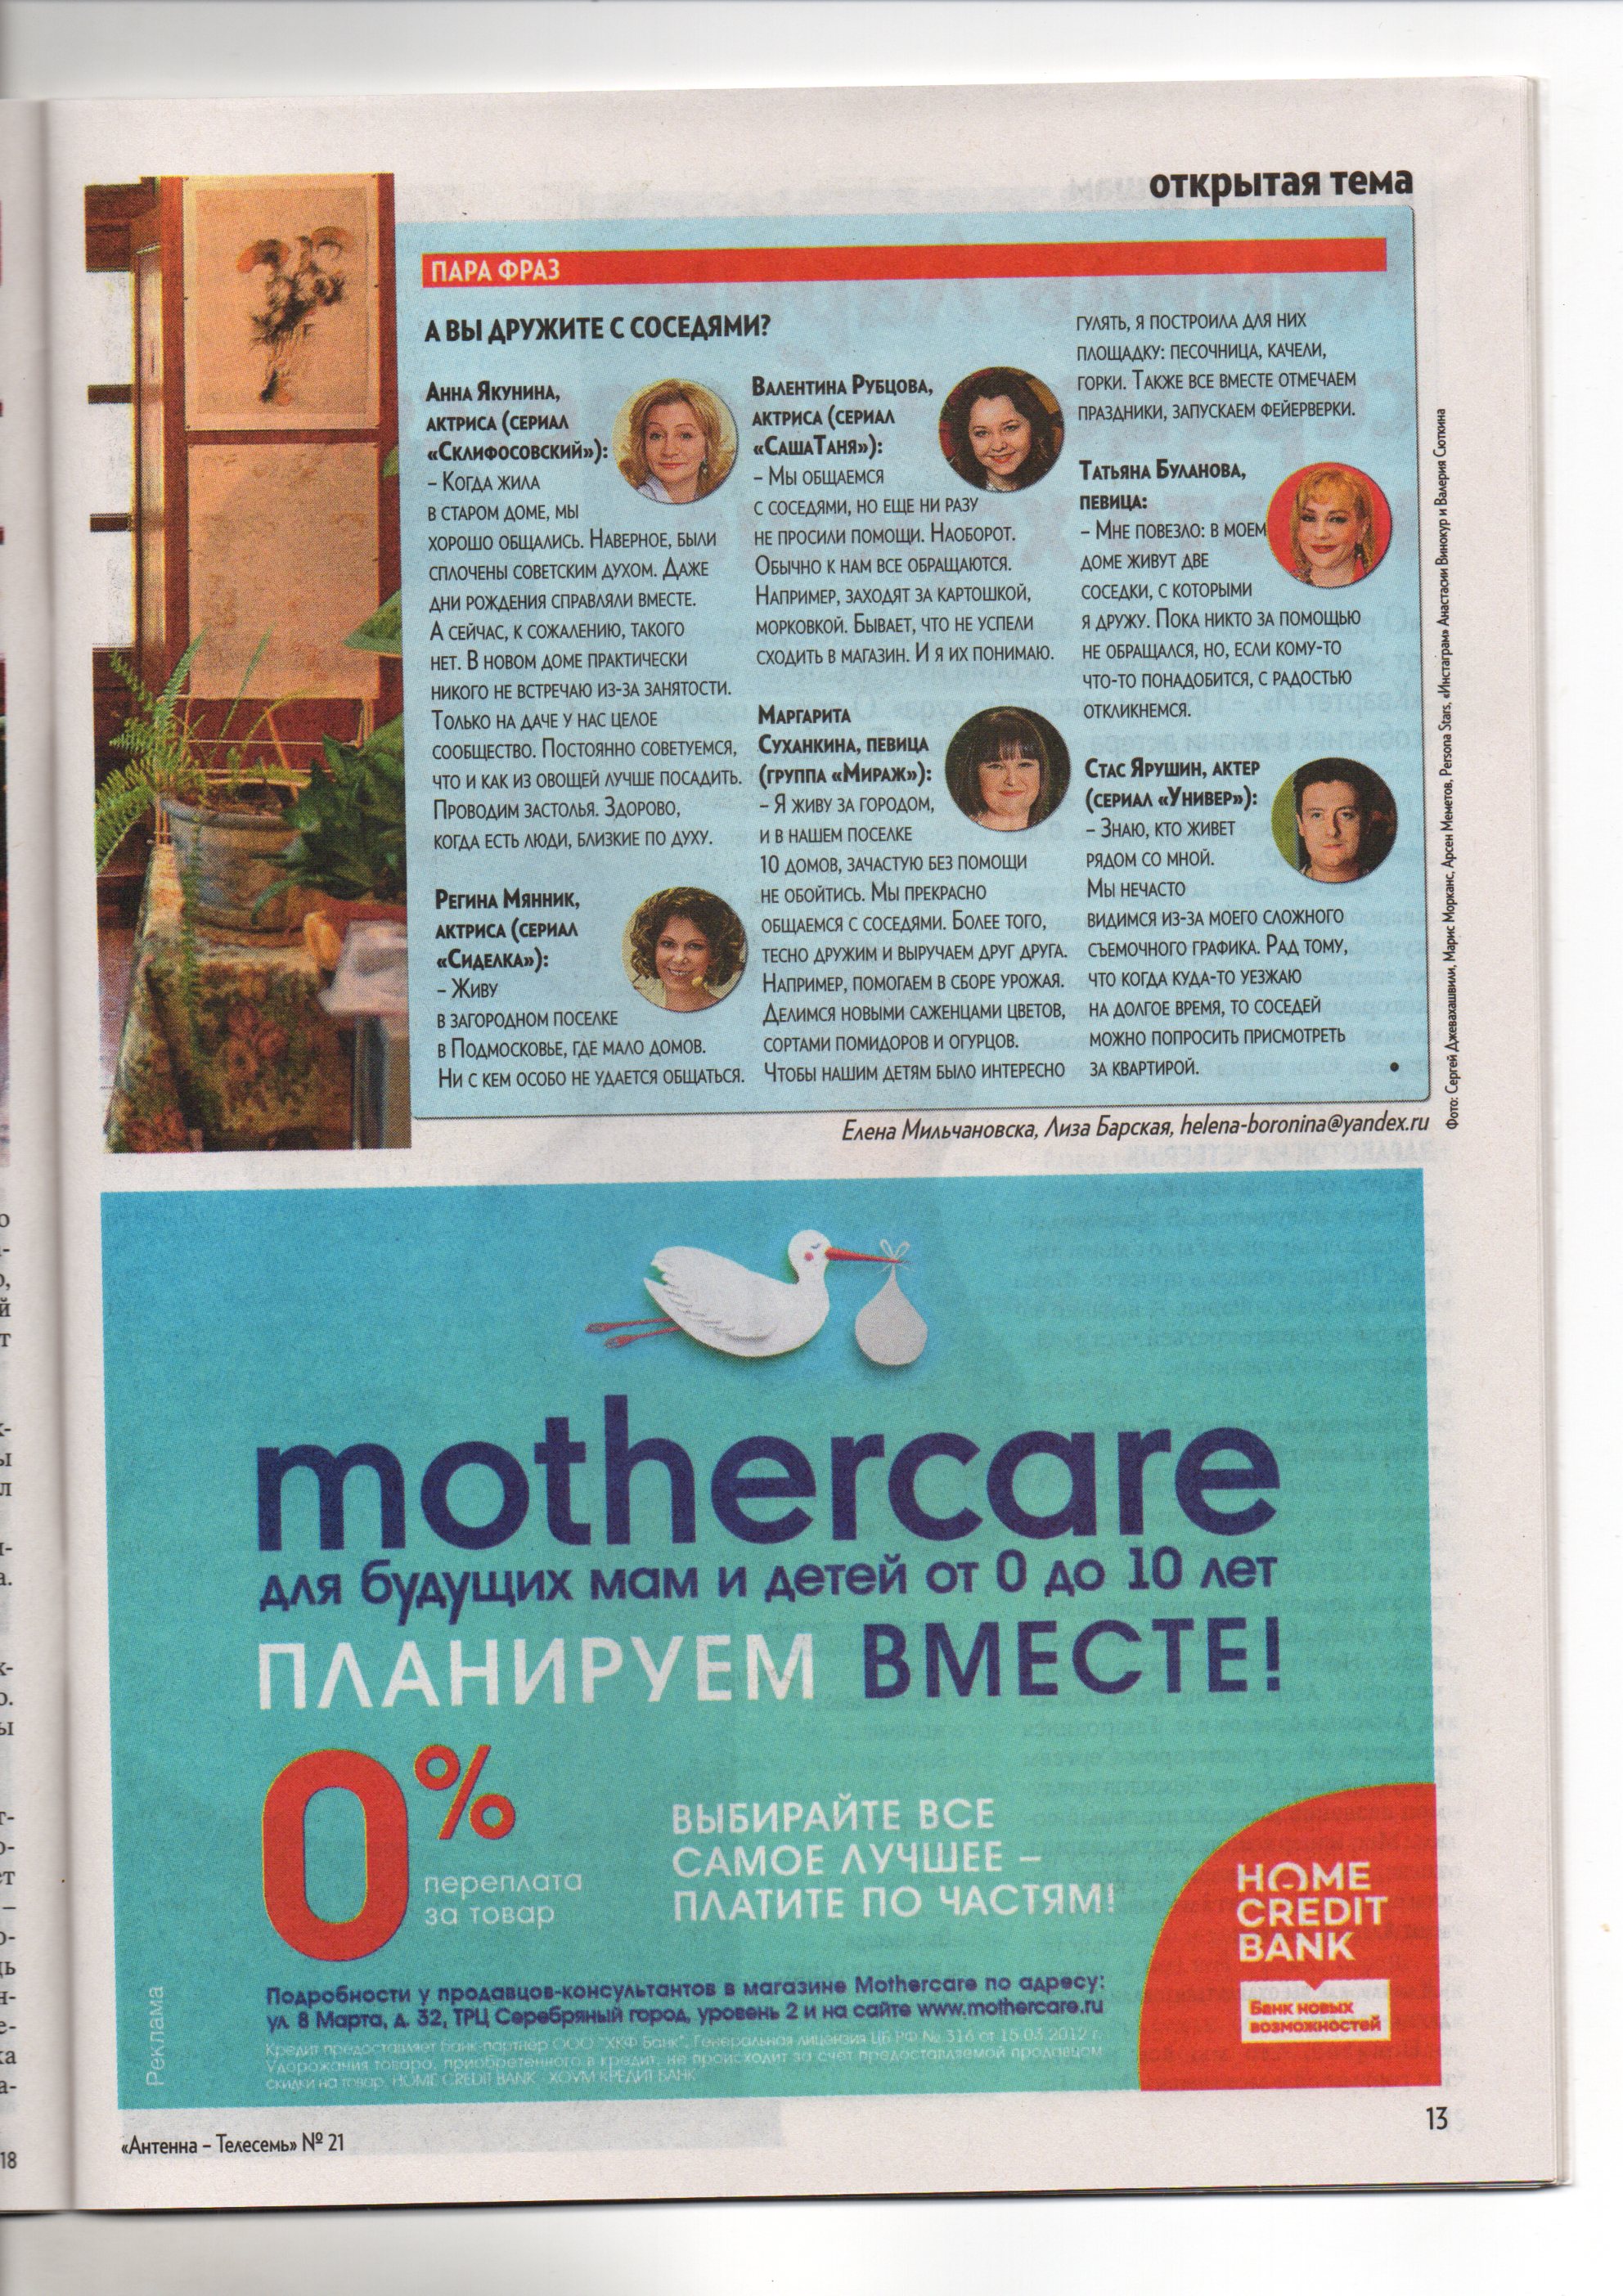 открытая тема
ПАРА ФРАЗ
А ВЫ ДРУЖИТЕ С СОСЕДЯМИ?
Анна Якунина,
актриса (сериал
«Склифосовский»):
– Когда жила
в старом доме, мы
хорошо общались. Наверное, были
сплочены советским духом. Даже
дни рождения справляли вместе.
А сейчас, к сожалению, такого
нет. В новом доме практически
никого не встречаю из-за занятости.
Только на даче у нас целое
сообщество. Постоянно советуемся,
что и как из овощей лучше посадить.
Проводим застолья. Здорово,
когда есть люди, близкие по духу.
Регина Мянник,
актриса (сериал
«Сиделка»):
– Живу
в загородном поселке
в Подмосковье, где мало домов.
Ни с кем особо не удается общаться.
Валентина Рубцова,
актриса (сериал
«СашаТаня»):
– Мы общаемся
с соседями, но еще ни разу
не просили помощи. Наоборот.
Обычно к нам все обращаются.
Например, заходят за картошкой,
морковкой. Бывает, что не успели
сходить в магазин. И я их понимаю.
Маргарита
Суханкина, певица
(группа «Мираж»):
– Я живу за городом,
и в нашем поселке
10 домов, зачастую без помощи
не обойтись. Мы прекрасно
общаемся с соседями. Более того,
тесно дружим и выручаем друг друга.
Например, помогаем в сборе урожая.
Делимся новыми саженцами цветов,
сортами помидоров и огурцов.
Чтобы нашим детям было интересно
гулять, я построила для них
площадку: песочница, качели,
горки. Также все вместе отмечаем
праздники, запускаем фейерверки.
Татьяна Буланова,
певица:
– Мне повезло: в моем
доме живут две
соседки, с которыми
я дружу. Пока никто за помощью
не обращался, но, если кому-то
что-то понадобится, с радостью
откликнемся.
Стас Ярушин, актер
(сериал «Универ»):
– Знаю, кто живет
рядом со мной.
Мы нечасто
видимся из-за моего сложного
съемочного графика. Рад тому,
что когда куда-то уезжаю
на долгое время, то соседей
можно попросить присмотреть
за квартирой.
Елена Мильчановска, Лиза Барская, helena-boronina@yandex.ru
Фото: Сергей Джевахашвили, Марис Морканс, Арсен Меметов, Persona Stars, «Инстаграм» Анастасии Винокур и Валерия Сюткина
mothercare
для будущих мам и детей от 0 до 10 лет
ПЛАНИРУЕМ ВМЕСТЕ!
0%
переплата
за товар
ВЫБИРАЙТЕ ВСЕ
САМОЕ ЛУЧШЕЕ –
ПЛАТИТЕ ПО ЧАСТЯМ!
HOME
CREDIT
BANK
Банк новых
возможностей
Подробности у продавцов-консультантов в магазине Mothercare по адресу:
ул. 8 Марта, д. 32, ТРЦ Серебряный город, уровень 2 и на сайте www.mothercare.ru
Кредит предоставляет банк-партнер ООО "ХКФ Банк". Генеральная лицензия ЦБ РФ № 316 от 15.03.2012 г.
Удорожания товара, приобретенного в кредит, не происходит за счет предоставляемой продавцом
скидки на товар. HOME CREDIT BANK - ХОУМ КРЕДИТ БАНК
Реклама
«Антенна – Телесемь» № 21
13
18